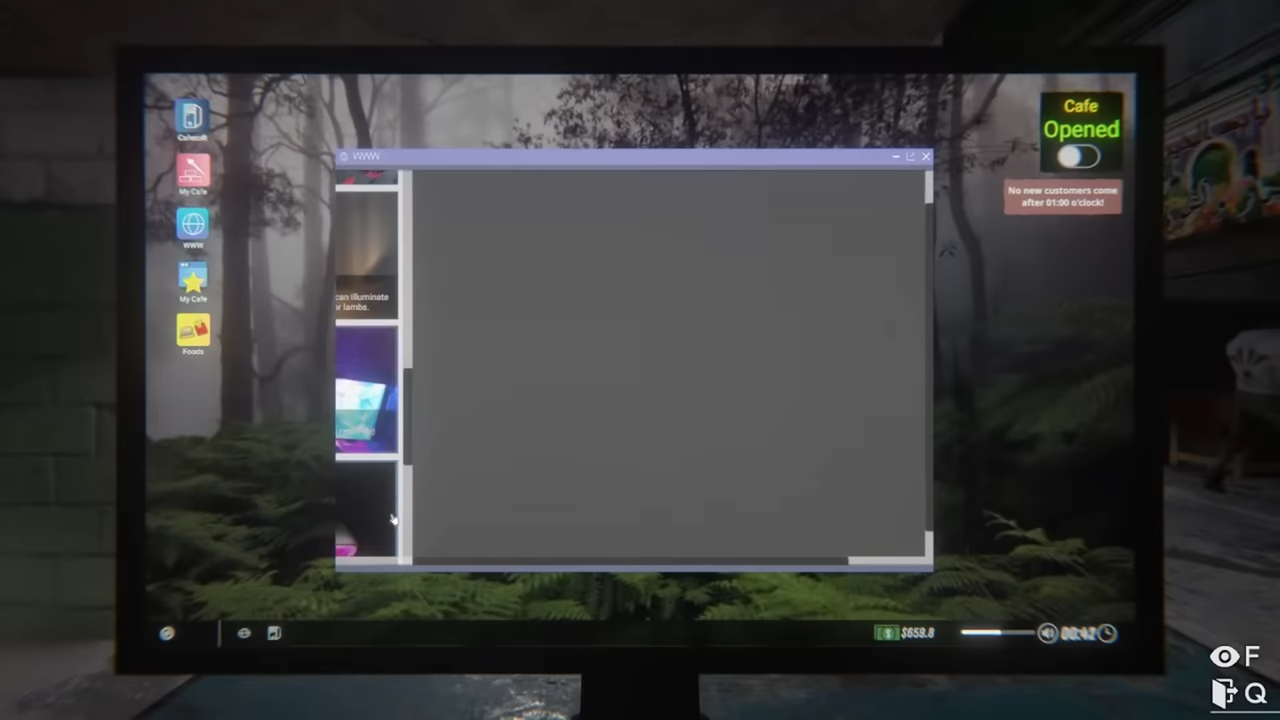 Cafe
Opened
No new customers come
after 01:00 o'clock!
My Cafe
WWW
My Cafe
Foods
WWW
can Illuminate
or lambs.
$659.8
F
Q